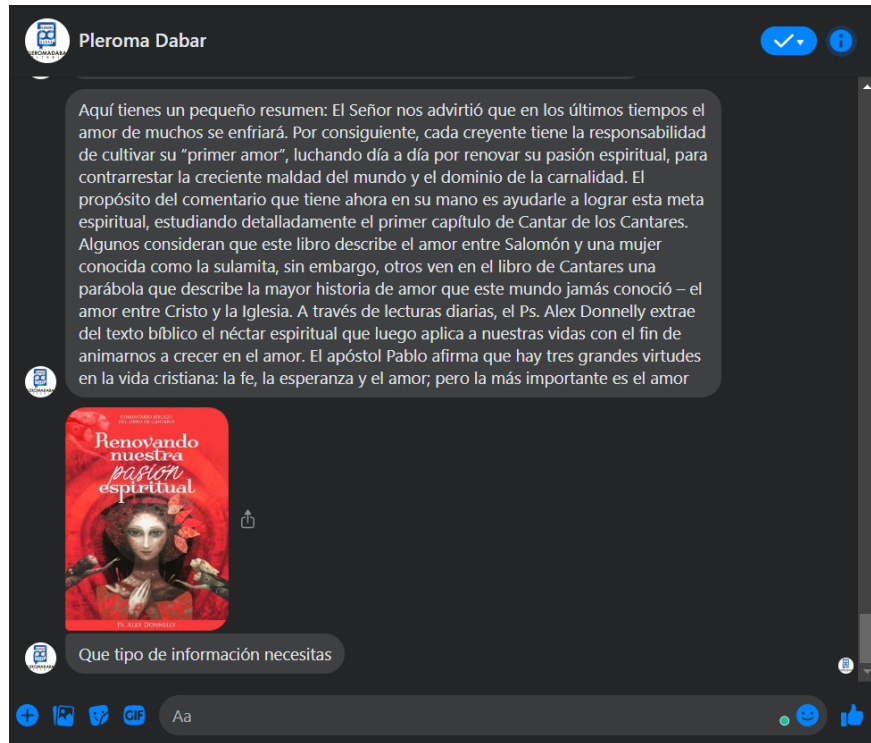 Pleroma Dabar
Aquí tienes un pequeño resumen: El Señor nos advirtió que en los últimos tiempos el
amor de muchos se enfriará. Por consiguiente, cada creyente tiene la responsabilidad
de cultivar su “primer amor”, luchando día a día por renovar su pasión espiritual, para
contrarrestar la creciente maldad del mundo y el dominio de la carnalidad. El
propósito del comentario que tiene ahora en su mano es ayudarle a lograr esta meta
espiritual, estudiando detalladamente el primer capítulo de Cantar de los Cantares.
Algunos consideran que este libro describe el amor entre Salomón y una mujer
conocida como la sulamita, sin embargo, otros ven en el libro de Cantares una
parábola que describe la mayor historia de amor que este mundo jamás conoció – el
amor entre Cristo y la Iglesia. A través de lecturas diarias, el Ps. Alex Donnelly extrae
del texto bíblico el néctar espiritual que luego aplica a nuestras vidas con el fin de
animarnos a crecer en el amor. El apóstol Pablo afirma que hay tres grandes virtudes
en la vida cristiana: la fe, la esperanza y el amor; pero la más importante es el amor
Renovando
nuestra
pasión
espiritual
Ps. Alex Donnelly
Que tipo de información necesitas
GIF
Aa